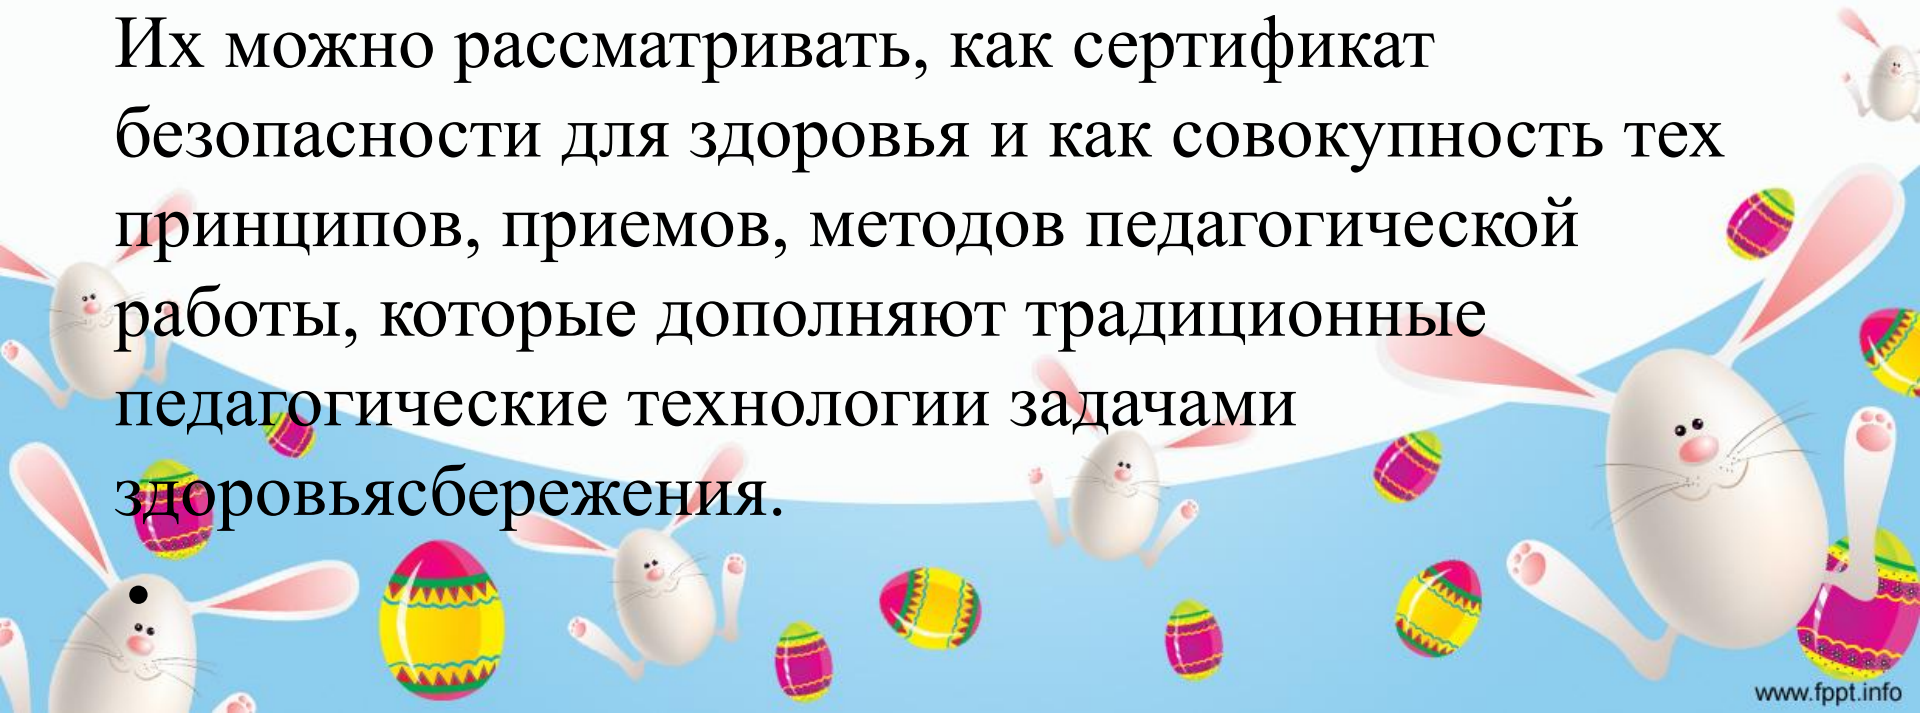 Их можно рассматривать, как сертификат
безопасности для здоровья и как совокупность тех
принципов, приемов, методов педагогической
работы, которые дополняют традиционные
педагогические технологии задачами
здоровьясбережения.
•
www.fppt.info